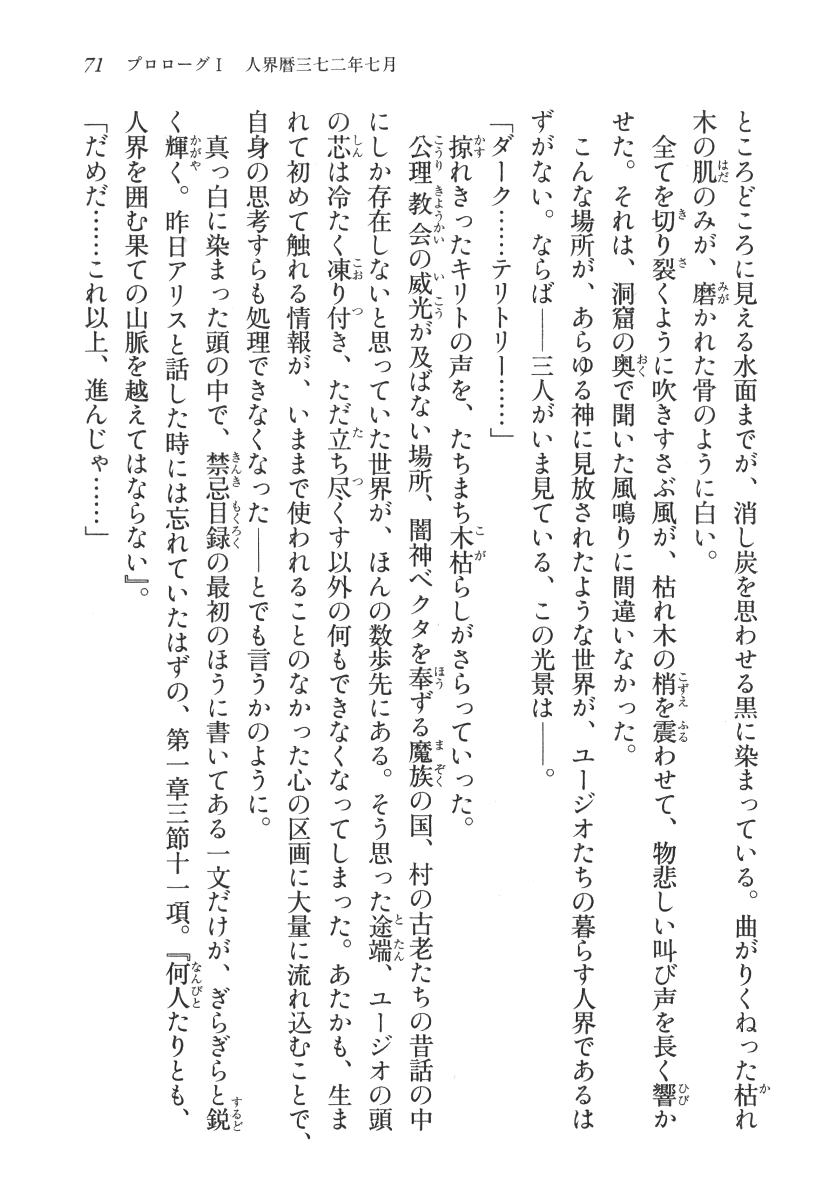 71　プロローグⅠ　人界暦三七二年七月
ところどころに見える水面までが、消し炭を思わせる黒に染まっている。曲がりくねった枯れ
木の肌のみが、磨かれた骨のように白い。
　全てを切り裂くように吹きすさぶ風が、枯れ木の梢を震わせて、物悲しい叫び声を長く響か
せた。それは、洞窟の奥で聞いた風鳴りに間違いなかった。
　こんな場所が、あらゆる神に見放されたような世界が、ユージオたちの暮らす人界であるは
ずがない。ならば――三人がいま見ている、この光景は――。
「ダーク……テリトリー……」
　掠れきったキリトの声を、たちまち木枯らしがさらっていった。
　公理教会の威光が及ばない場所、闇神ベクタを奉ずる魔族の国、村の古老たちの昔話の中
にしか存在しないと思っていた世界が、ほんの数歩先にある。そう思った途端、ユージオの頭
の芯は冷たく凍り付き、ただ立ち尽くす以外の何もできなくなってしまった。あたかも、生ま
れて初めて触れる情報が、いままで使われることのなかった心の区画に大量に流れ込むことで、
自身の思考すらも処理できなくなった――とでも言うかのように。
　真っ白に染まった頭の中で、禁忌目録の最初のほうに書いてある一文だけが、ぎらぎらと鋭
く輝く。昨日アリスと話した時には忘れていたはずの、第一章三節十一項。『何人たりとも、
人界を囲む果ての山脈を越えてはならない』。
「だめだ……これ以上、進んじゃ……」